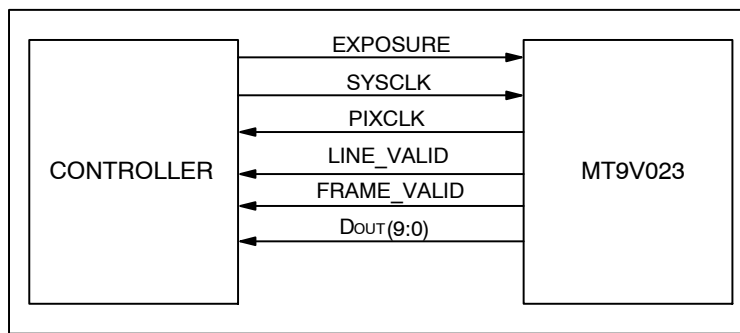 EXPOSURE
SYSCLK
PIXCLK
CONTROLLER
LINE_VALID
MT9V023
FRAME_VALID
DOUT(9:0)